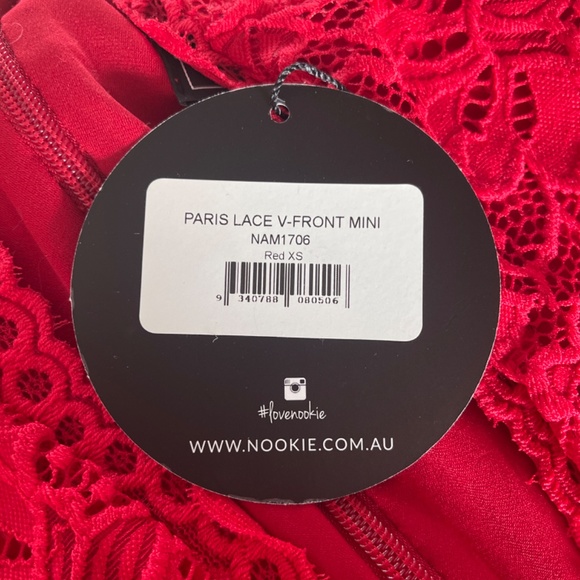 PARIS LACE V-FRONT MINI
NAM1706
Red XS
9 340788 080506
#lovenookie
WWW.NOOKIE.COM.AU